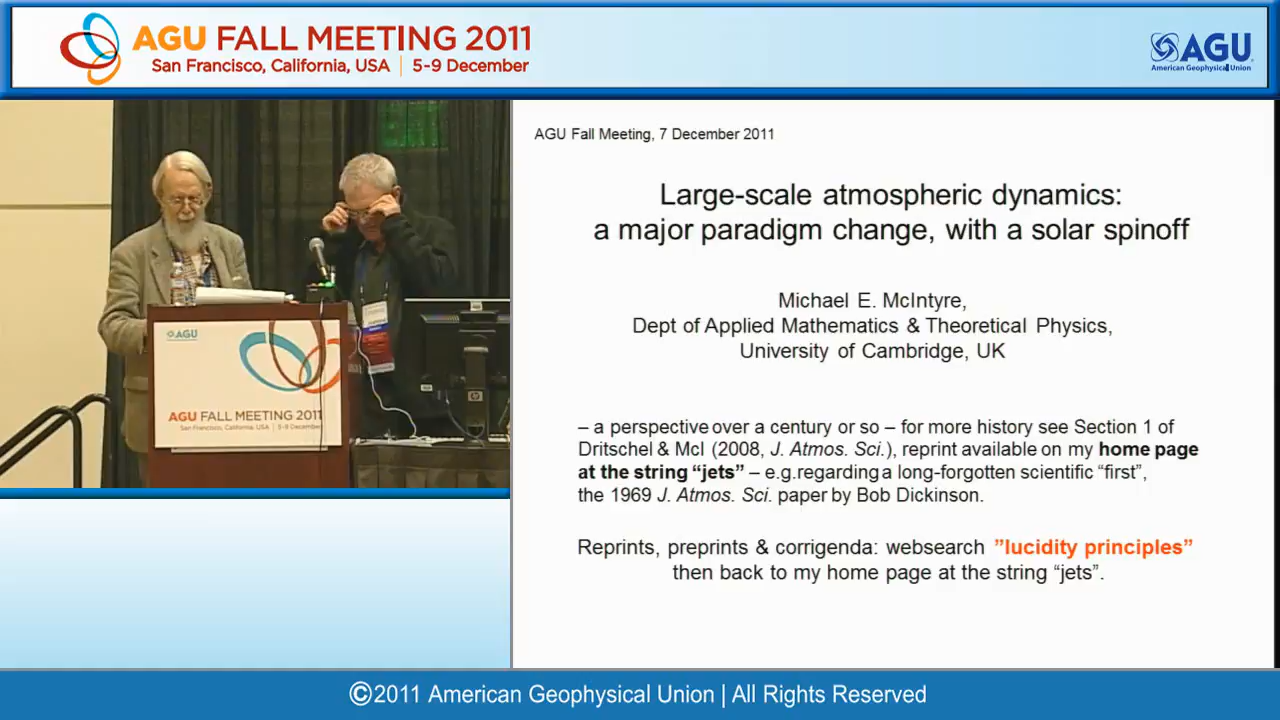 AGU FALL MEETING 2011
San Francisco, California, USA | 5-9 December
AGU
American Geophysical Union
AGU Fall Meeting, 7 December 2011
Large-scale atmospheric dynamics:
a major paradigm change, with a solar spinoff
Michael E. McIntyre,
Dept of Applied Mathematics & Theoretical Physics,
University of Cambridge, UK
– a perspective over a century or so – for more history see Section 1 of
Dritschel & McI (2008, J. Atmos. Sci.), reprint available on my home page
at the string “jets” – e.g.regarding a long-forgotten scientific “first”,
the 1969 J. Atmos. Sci. paper by Bob Dickinson.
Reprints, preprints & corrigenda: websearch ”lucidity principles”
then back to my home page at the string “jets”.
AGU
AGU FALL MEETING 2011
San Francisco, California, USA | 5-9 December
hp
©2011 American Geophysical Union | All Rights Reserved